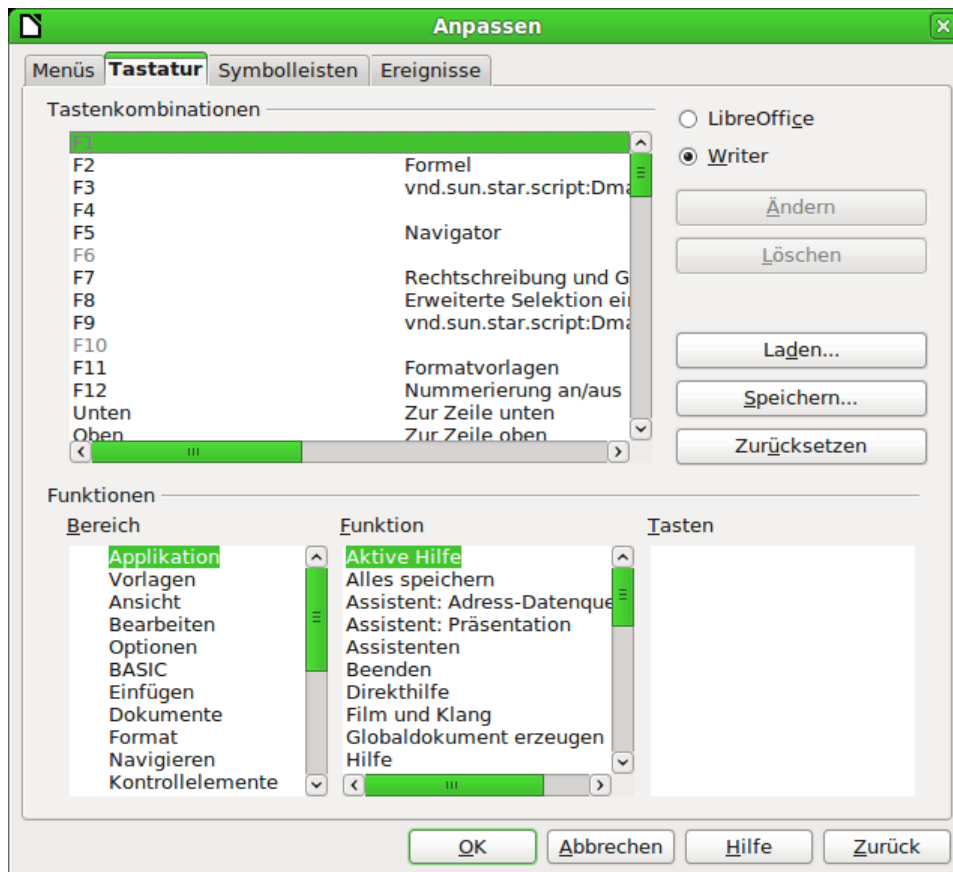 Anpassen
Menüs Tastatur Symbolleisten Ereignisse
Tastenkombinationen
F1
F2 Formel
F3 vnd.sun.star.script:Dma
F4
F5 Navigator
F6
F7 Rechtschreibung und G
F8 Erweiterte Selektion ei
F9 vnd.sun.star.script:Dma
F10
F11 Formatvorlagen
F12 Nummerierung an/aus
Unten Zur Zeile unten
Oben Zur Zeile oben
LibreOffice
Writer
Ändern
Löschen
Laden...
Speichern...
Zurücksetzen
Funktionen
Bereich
Applikation
Vorlagen
Ansicht
Bearbeiten
Optionen
BASIC
Einfügen
Dokumente
Format
Navigieren
Kontrollelemente
Funktion
Aktive Hilfe
Alles speichern
Assistent: Adress-Datenque
Assistent: Präsentation
Assistenten
Beenden
Direkthilfe
Film und Klang
Globaldokument erzeugen
Hilfe
Tasten
OK Abbrechen Hilfe Zurück